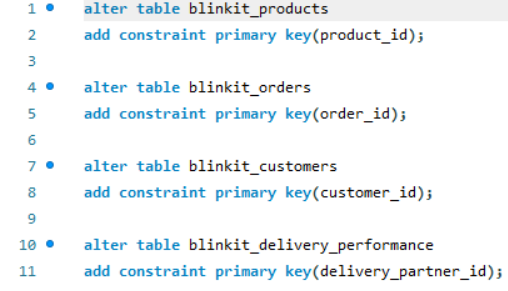 1 alter table blinkit_products
2 add constraint primary key(product_id);
3
4 alter table blinkit_orders
5 add constraint primary key(order_id);
6
7 alter table blinkit_customers
8 add constraint primary key(customer_id);
9
10 alter table blinkit_delivery_performance
11 add constraint primary key(delivery_partner_id);